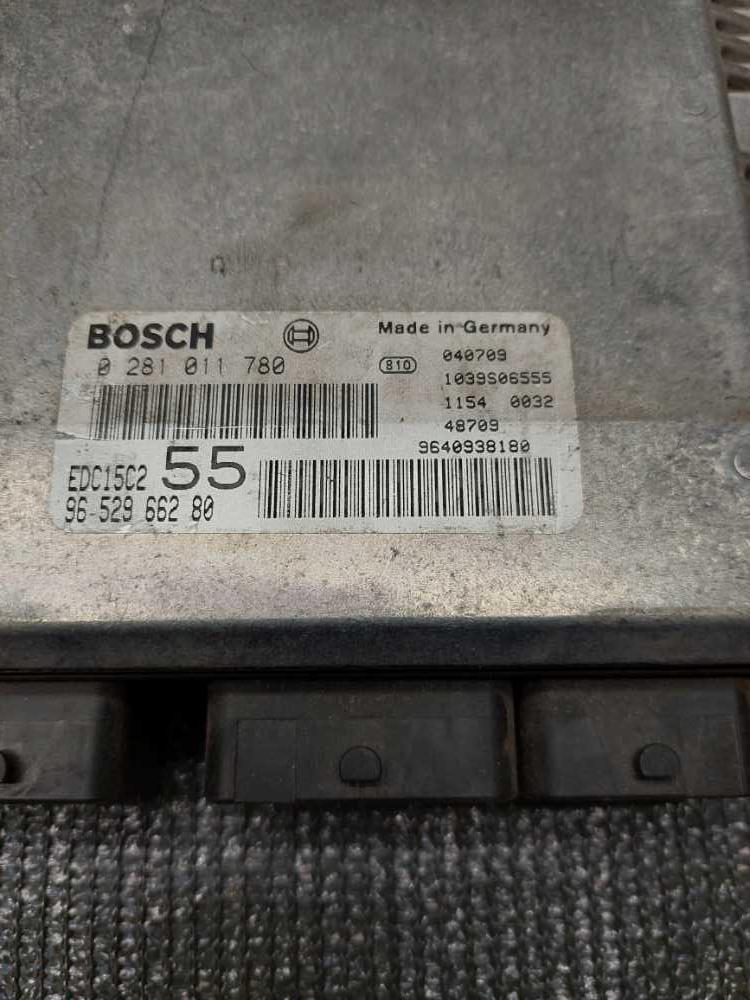 BOSCH
Made in Germany
0 281 011 780
810
040709
1039S06555
1154 0032
48709
9640938180
EDC15C2 55
96 529 662 80